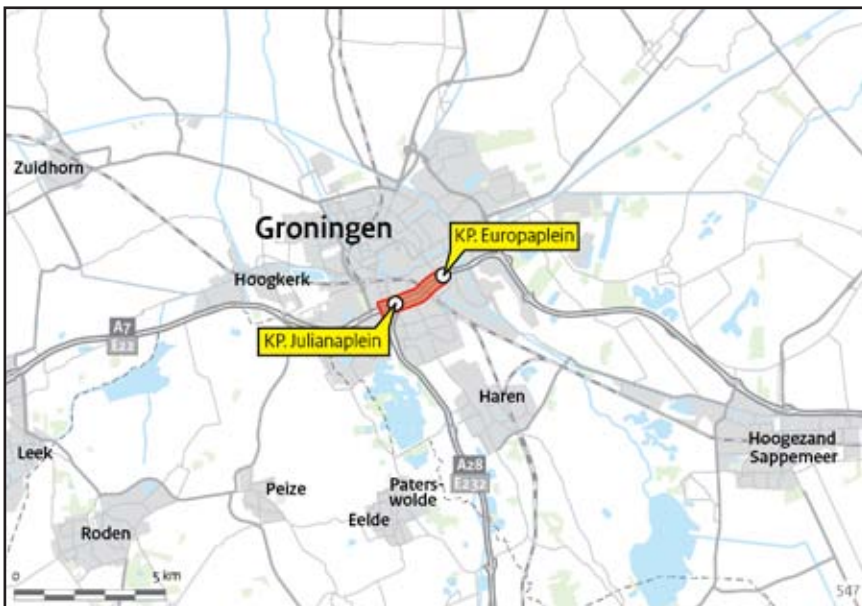 Zuidhorn
Groningen
KP. Europaplein
Hoogkerk
A7
E22
KP. Julianaplein
Haren
Leek
Hoogezand
Sappemeer
A28
E232
Peize
Paters-
wolde
Eelde
Roden
0 5 km
547